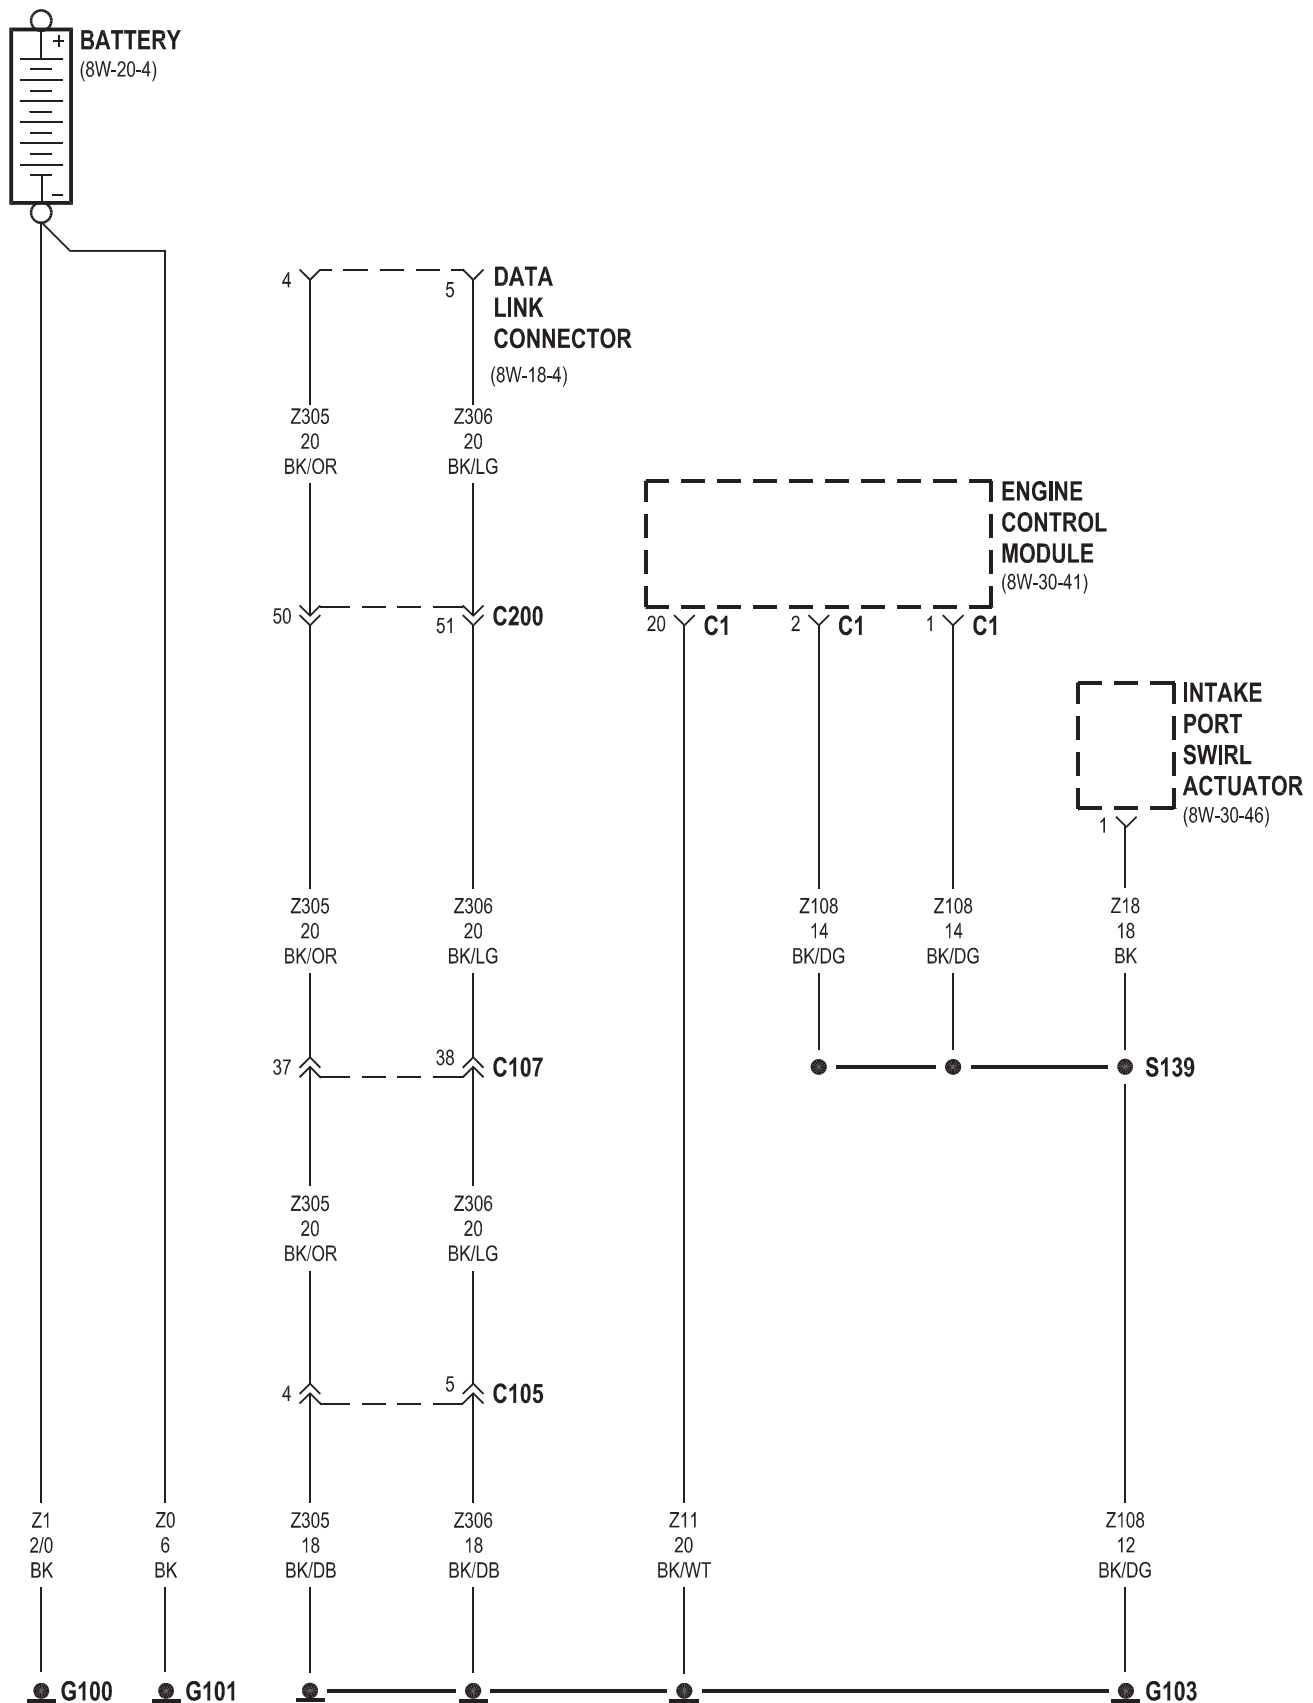 +
BATTERY
(8W-20-4)
−
4
5
DATA
LINK
CONNECTOR
(8W-18-4)
Z305
20
BK/OR
Z306
20
BK/LG
ENGINE
CONTROL
MODULE
(8W-30-41)
50
51
C200
20
C1
2
C1
1
C1
INTAKE
PORT
SWIRL
ACTUATOR
(8W-30-46)
1
Z305
20
BK/OR
Z306
20
BK/LG
Z108
14
BK/DG
Z108
14
BK/DG
Z18
18
BK
37
38
C107
S139
Z305
20
BK/OR
Z306
20
BK/LG
4
5
C105
Z1
2/0
BK
Z0
6
BK
Z305
18
BK/DB
Z306
18
BK/DB
Z11
20
BK/WT
Z108
12
BK/DG
G100
G101
G103